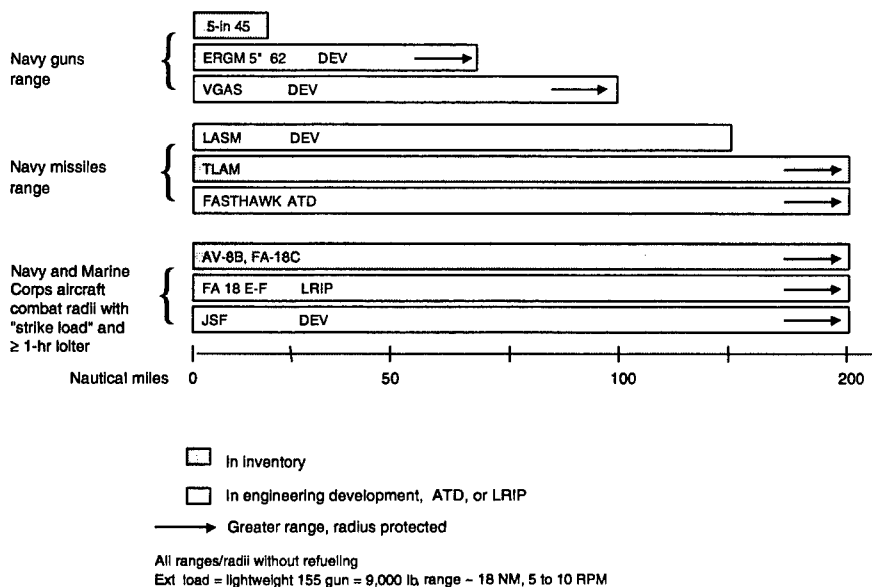 5-in 45
Navy guns
range
ERGM 5" 62 DEV
VGAS DEV
LASM DEV
Navy missiles
range
TLAM
FASTHAWK ATD
AV-8B, FA-18C
Navy and Marine
Corps aircraft
combat radii with
"strike load" and
≥ 1-hr loiter
FA 18 E-F LRIP
JSF DEV
Nautical miles 0 50 100 200
In inventory
In engineering development, ATD, or LRIP
Greater range, radius protected
All ranges/radii without refueling
Ext load = lightweight 155 gun = 9,000 lb, range ~ 18 NM, 5 to 10 RPM